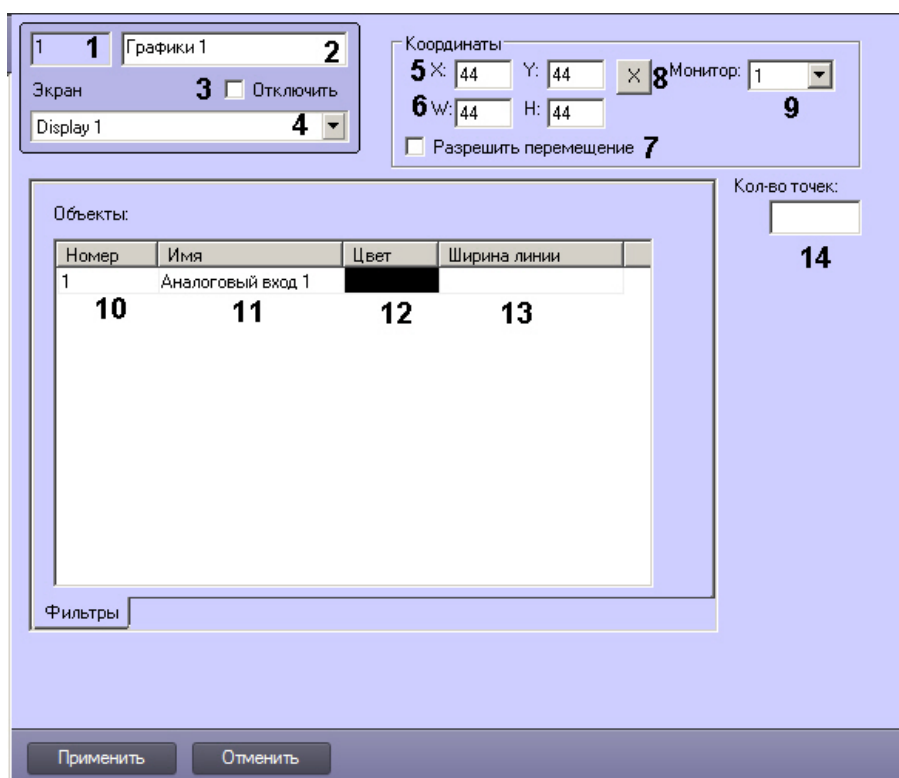 1 1 Графики 1 2
Экран 3 Отключить
Display 1 4
Координаты
5 X: 44 Y: 44 X 8 Монитор: 1
6 W: 44 H: 44 9
Разрешить перемещение 7
Кол-во точек:
14
Объекты:
Номер Имя Цвет Ширина линии
1 Аналоговый вход 1
10 11 12 13
Фильтры
Применить Отменить